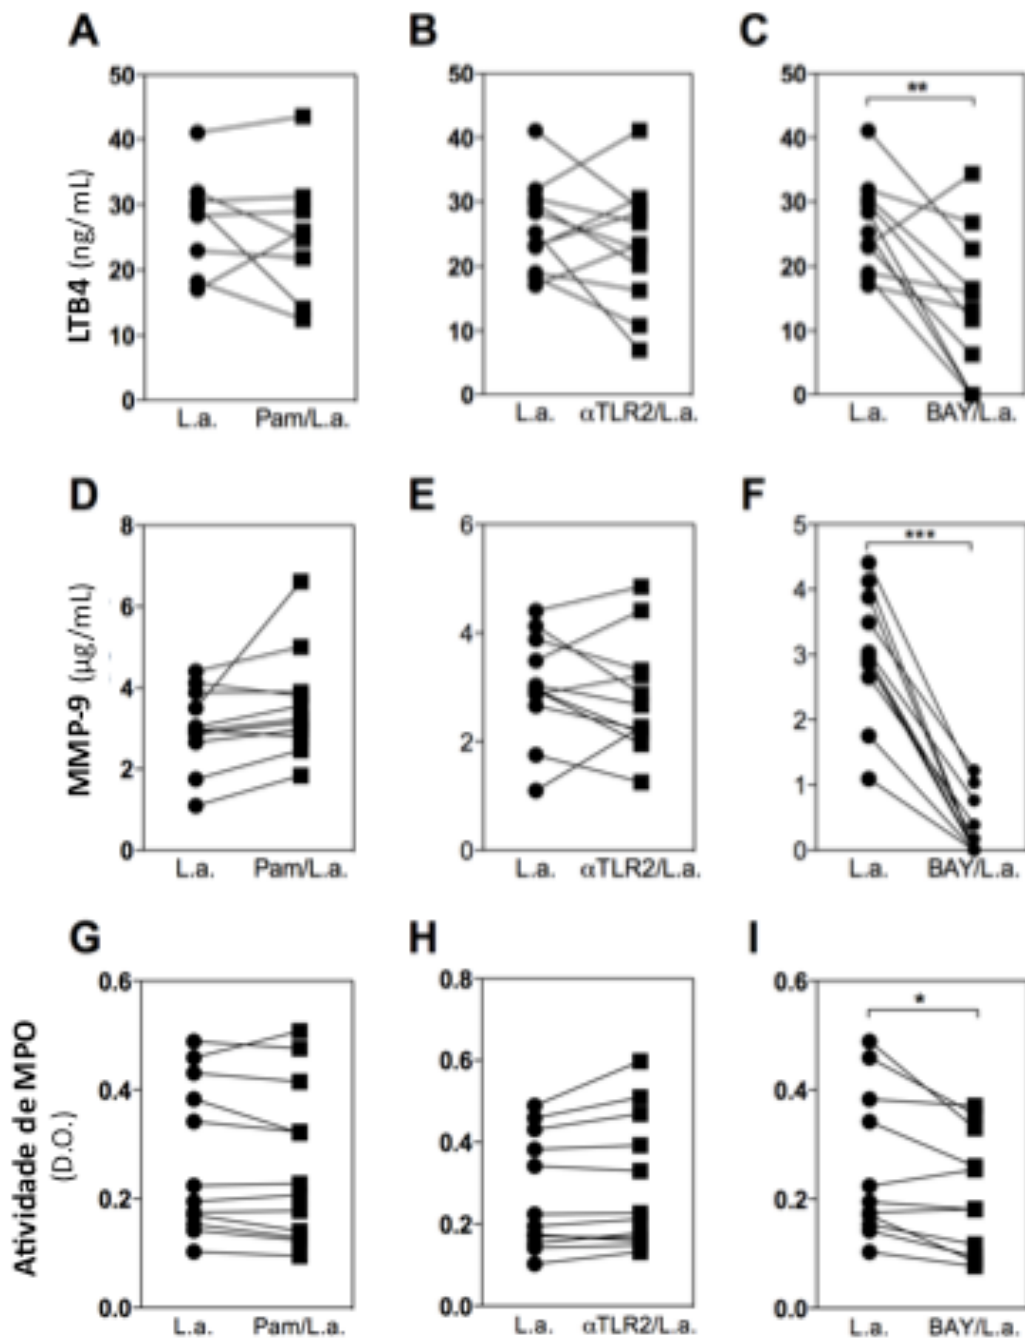 A
B
C
LTB4 (ng/mL)
50
40
30
20
10
0
L.a.
Pam/L.a.
50
40
30
20
10
0
L.a.
αTLR2/L.a.
50
40
30
20
10
0
**
L.a.
BAY/L.a.
D
E
F
MMP-9 (µg/mL)
8
6
4
2
0
L.a.
Pam/L.a.
6
4
2
0
L.a.
αTLR2/L.a.
5
4
3
2
1
0
***
L.a.
BAY/L.a.
G
H
I
Atividade de MPO
(D.O.)
0.6
0.4
0.2
0.0
L.a.
Pam/L.a.
0.8
0.6
0.4
0.2
0.0
L.a.
αTLR2/L.a.
0.6
0.4
0.2
0.0
*
L.a.
BAY/L.a.